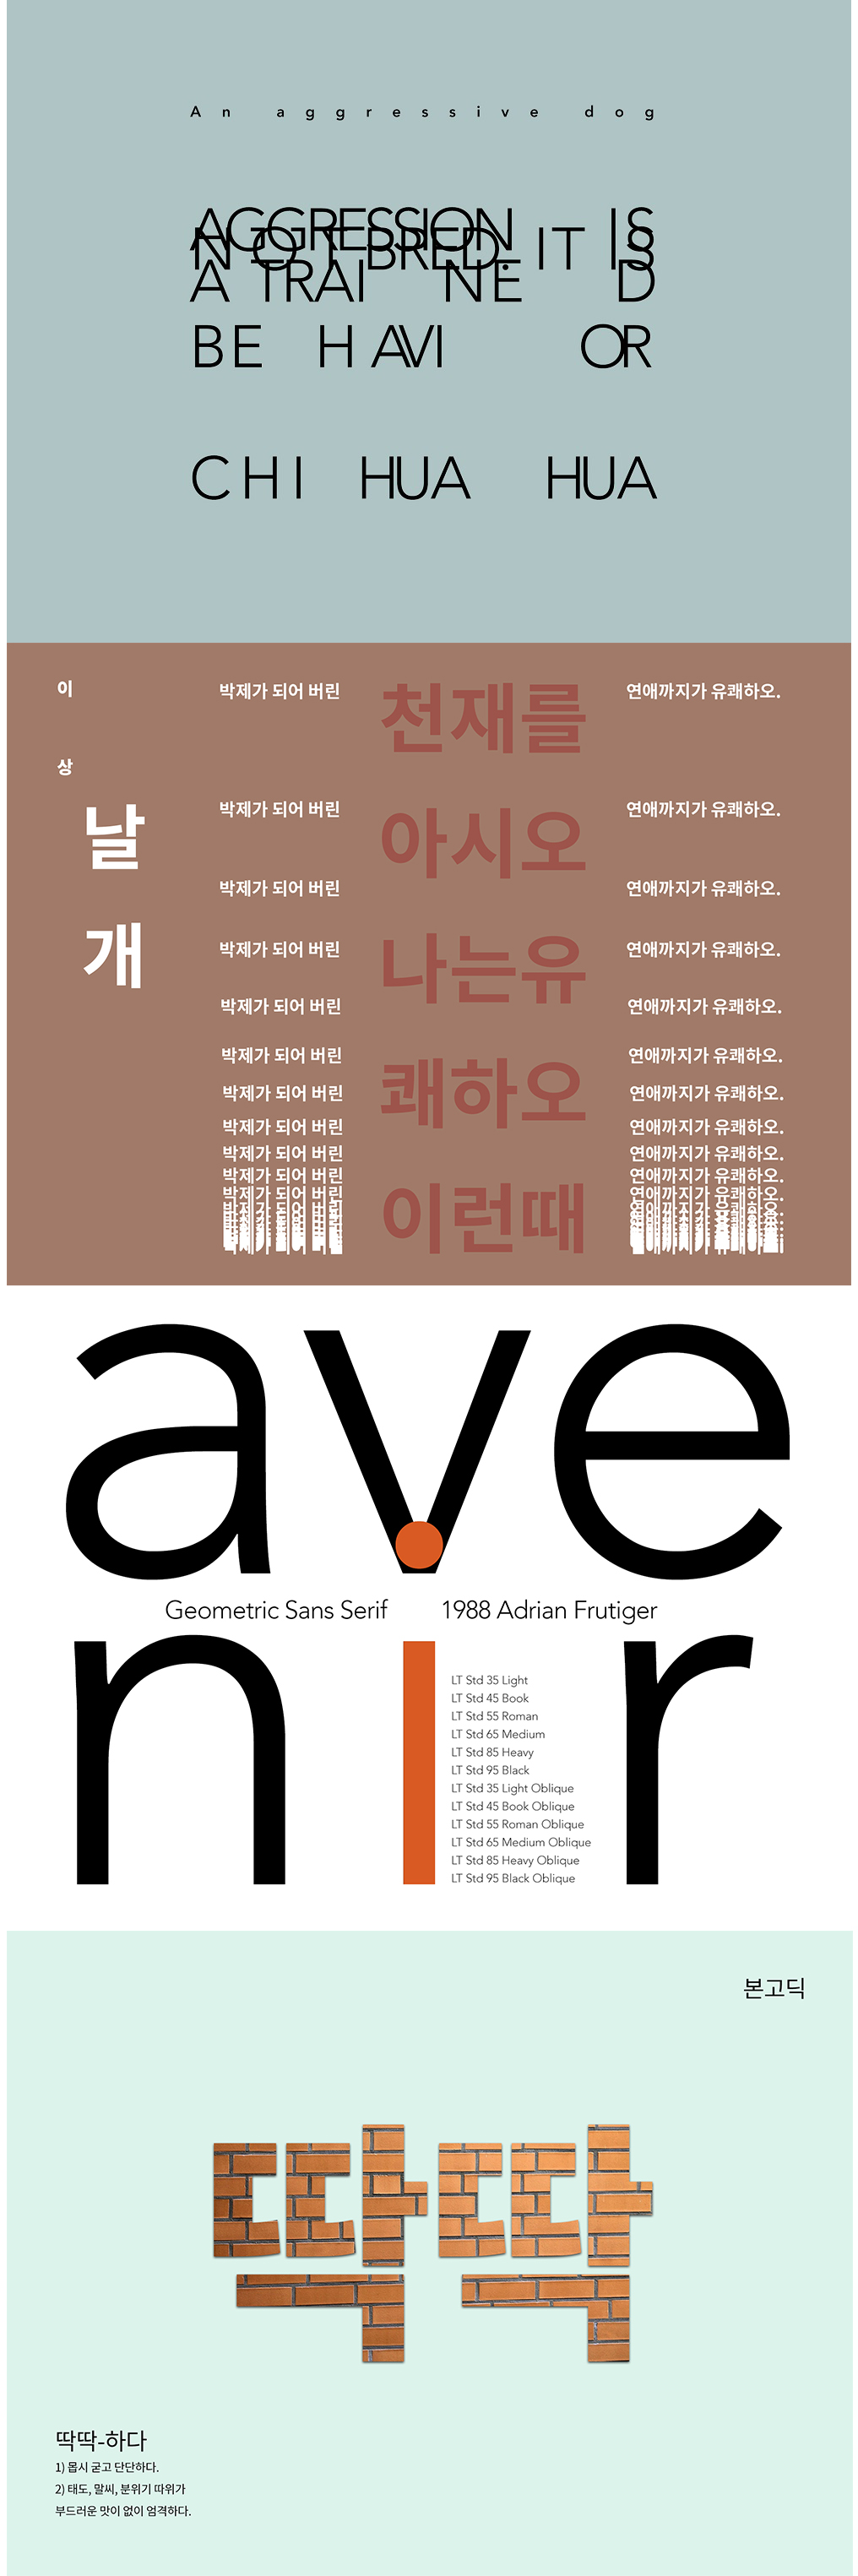 An aggressive dog
AGGRESSION IS
NOT BRED. IT IS
A TRAINED
BEHAVIOR
CHI HUA HUA
이
상
날
개
박제가 되어 버린 천재를 연애까지가 유쾌하오.
박제가 되어 버린 아시오 연애까지가 유쾌하오.
박제가 되어 버린 연애까지가 유쾌하오.
박제가 되어 버린 나는유 연애까지가 유쾌하오.
박제가 되어 버린 연애까지가 유쾌하오.
박제가 되어 버린 쾌하오 연애까지가 유쾌하오.
박제가 되어 버린 연애까지가 유쾌하오.
박제가 되어 버린 연애까지가 유쾌하오.
박제가 되어 버린 연애까지가 유쾌하오.
박제가 되어 버린 연애까지가 유쾌하오.
박제가 되어 버린 이런때 연애까지가 유쾌하오.
ave
Geometric Sans Serif 1988 Adrian Frutiger
nır
LT Std 35 Light
LT Std 45 Book
LT Std 55 Roman
LT Std 65 Medium
LT Std 85 Heavy
LT Std 95 Black
LT Std 35 Light Oblique
LT Std 45 Book Oblique
LT Std 55 Roman Oblique
LT Std 65 Medium Oblique
LT Std 85 Heavy Oblique
LT Std 95 Black Oblique
본고딕
딱딱
딱딱-하다
1) 몹시 굳고 단단하다.
2) 태도, 말씨, 분위기 따위가
부드러운 맛이 없이 엄격하다.